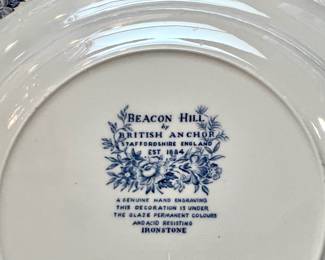 BEACON HILL
by
BRITISH ANCHOR
STAFFORDSHIRE ENGLAND
EST 1884
A GENUINE HAND ENGRAVING
THIS DECORATION IS UNDER
THE GLAZE PERMANENT COLOURS
AND ACID RESISTING
IRONSTONE